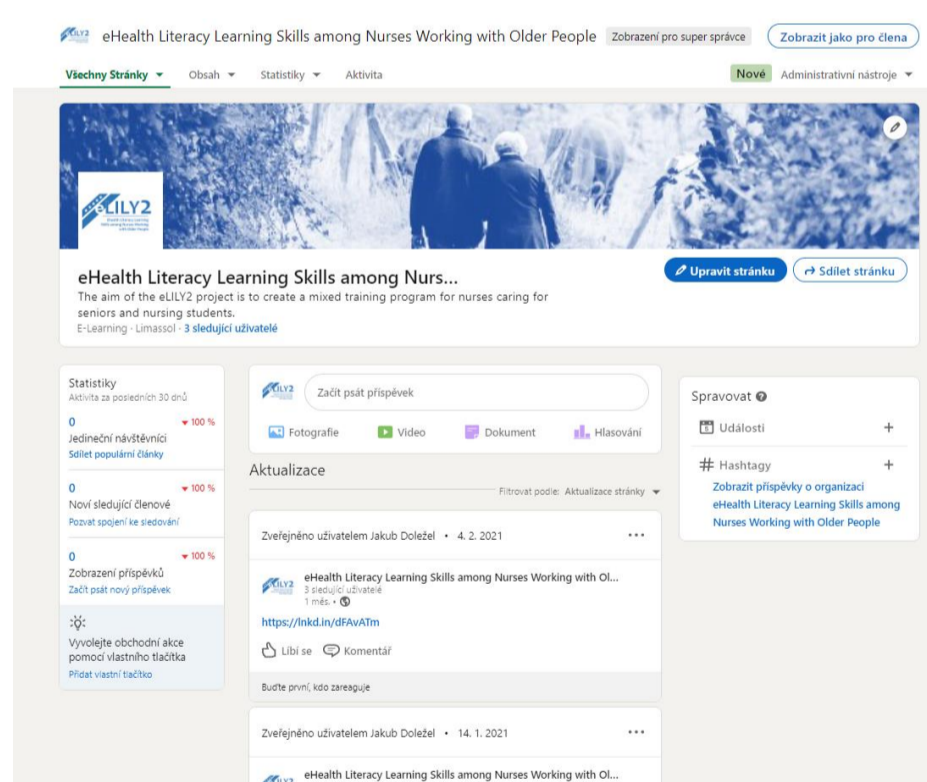 eLILY2 eHealth Literacy Learning Skills among Nurses Working with Older People Zobrazení pro super správce Zobrazit jako pro člena
Všechny Stránky Obsah Statistiky Aktivita Nové Administrativní nástroje
eLILY2
eHealth Literacy Learning Skills among Nurs...
Upravit stránku Sdílet stránku
The aim of the eLILY2 project is to create a mixed training program for nurses caring for
seniors and nursing students.
E-Learning · Limassol · 3 sledující uživatelé
Statistiky
Aktivita za posledních 30 dnů
0 100 %
Jedineční návštěvníci
Sdílet populární články
0 100 %
Noví sledující členové
Pozvat spojení ke sledování
0 100 %
Zobrazení příspěvků
Začít psát nový příspěvek
Vyvolejte obchodní akce
pomocí vlastního tlačítka
Přidat vlastní tlačítko
eLILY2 Začít psát příspěvek
Fotografie Video Dokument Hlasování
Aktualizace
Filtrovat podle: Aktualizace stránky
Zveřejněno uživatelem Jakub Doležel • 4. 2. 2021
eLILY2 eHealth Literacy Learning Skills among Nurses Working with Ol...
3 sledující uživatelé
1 měs. •
https://lnkd.in/dFAvATm
Líbí se Komentář
Buďte první, kdo zareaguje
Zveřejněno uživatelem Jakub Doležel • 14. 1. 2021
eHealth Literacy Learning Skills among Nurses Working with Ol...
Spravovat
Události +
# Hashtagy +
Zobrazit příspěvky o organizaci
eHealth Literacy Learning Skills among
Nurses Working with Older People